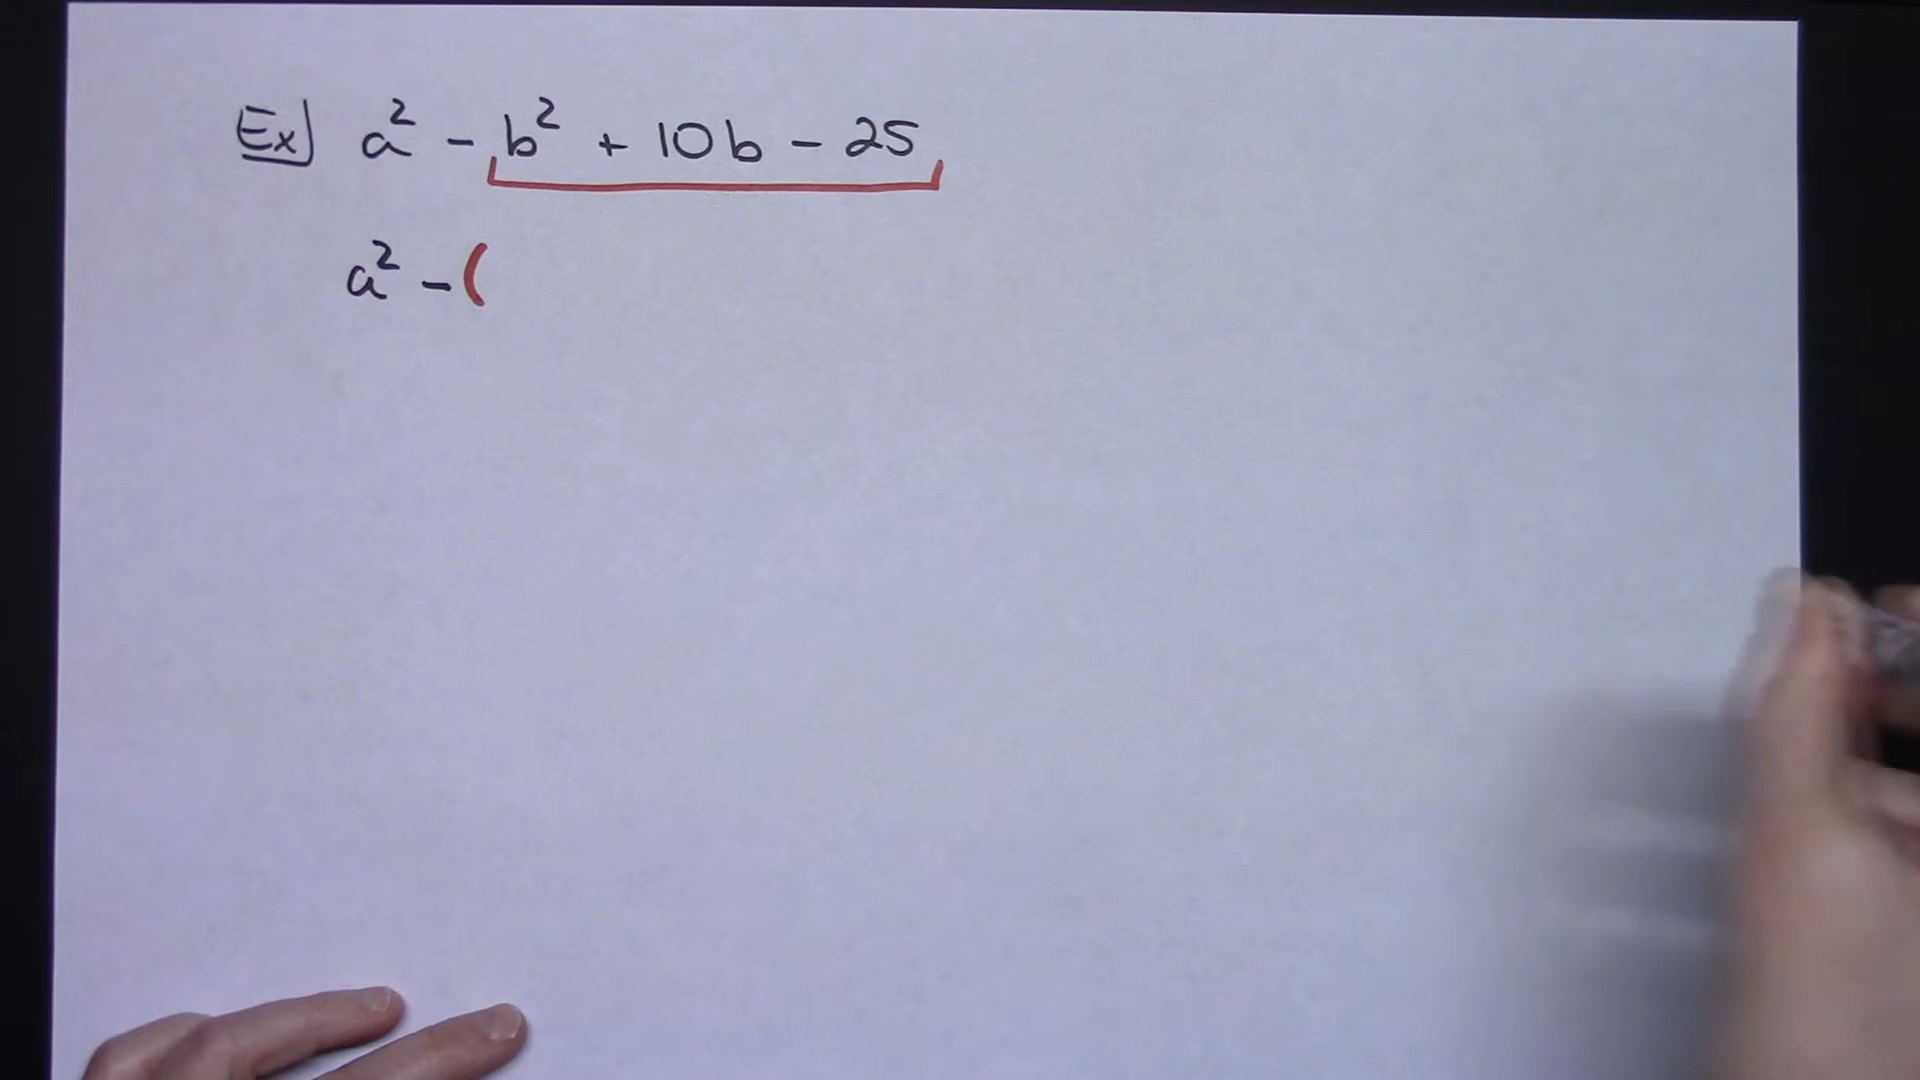 Ex) a² - b² + 10b - 25
a² - (